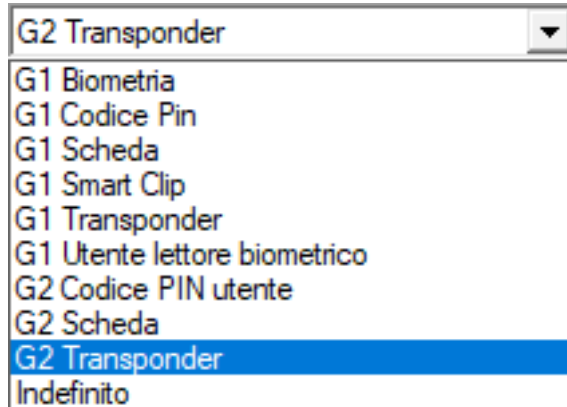 G2 Transponder
G1 Biometria
G1 Codice Pin
G1 Scheda
G1 Smart Clip
G1 Transponder
G1 Utente lettore biometrico
G2 Codice PIN utente
G2 Scheda
G2 Transponder
Indefinito